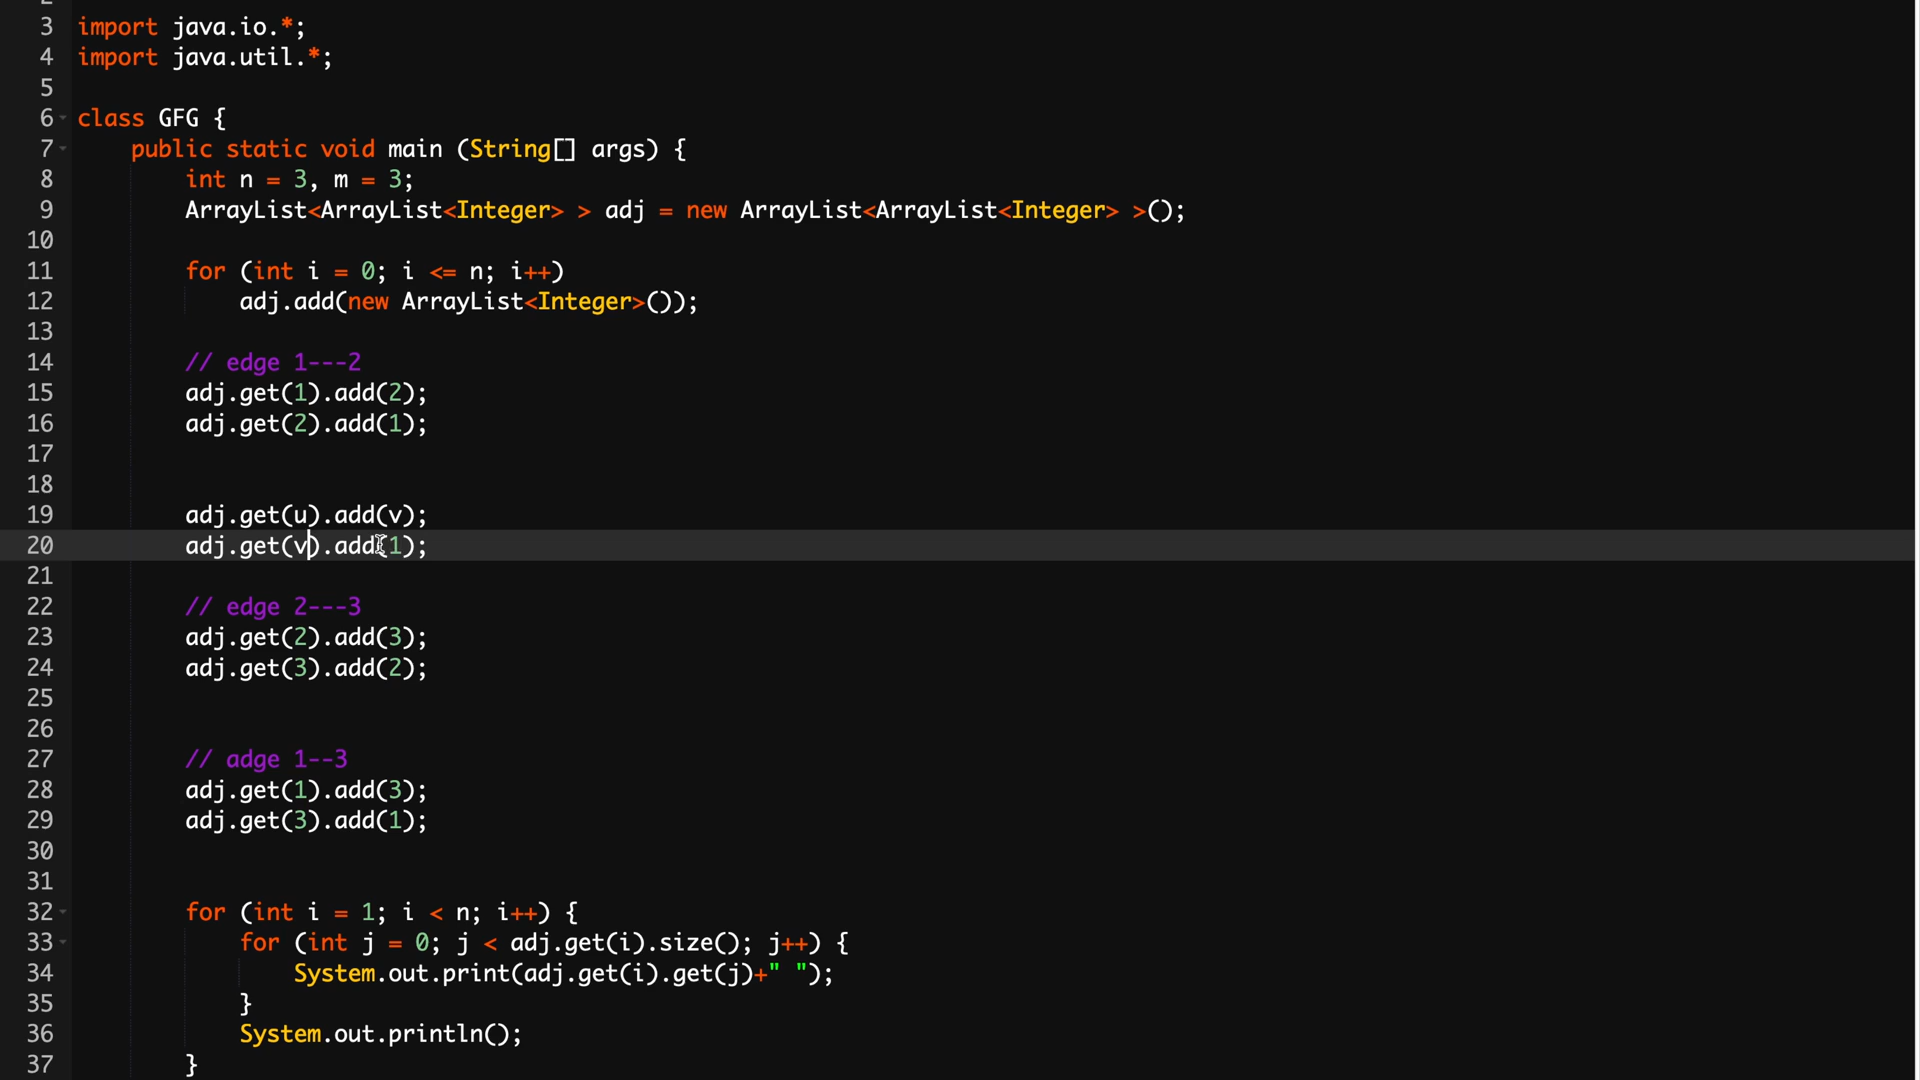 3 import java.io.*;
4 import java.util.*;
5
6 class GFG {
7 public static void main (String[] args) {
8 int n = 3, m = 3;
9 ArrayList<ArrayList<Integer> > adj = new ArrayList<ArrayList<Integer> >();
10
11 for (int i = 0; i <= n; i++)
12 adj.add(new ArrayList<Integer>());
13
14 // edge 1---2
15 adj.get(1).add(2);
16 adj.get(2).add(1);
17
18
19 adj.get(u).add(v);
20 adj.get(v).add(1);
21
22 // edge 2---3
23 adj.get(2).add(3);
24 adj.get(3).add(2);
25
26
27 // adge 1--3
28 adj.get(1).add(3);
29 adj.get(3).add(1);
30
31
32 for (int i = 1; i < n; i++) {
33 for (int j = 0; j < adj.get(i).size(); j++) {
34 System.out.print(adj.get(i).get(j)+" ");
35 }
36 System.out.println();
37 }